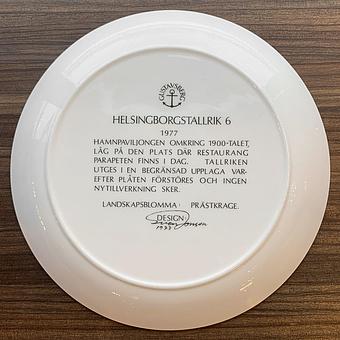 GUSTAVSBERG
HELSINGBORGSTALLRIK 6
1977
HAMNPAVILJONGEN OMKRING 1900-TALET,
LÅG PÅ DEN PLATS DÄR RESTAURANG
PARAPETEN FINNS I DAG. TALLRIKEN
UTGES I EN BEGRÄNSAD UPPLAGA VAR-
EFTER PLÅTEN FÖRSTÖRES OCH INGEN
NYTILLVERKNING SKER.
LANDSKAPSBLOMMA: PRÄSTKRAGE.
DESIGN